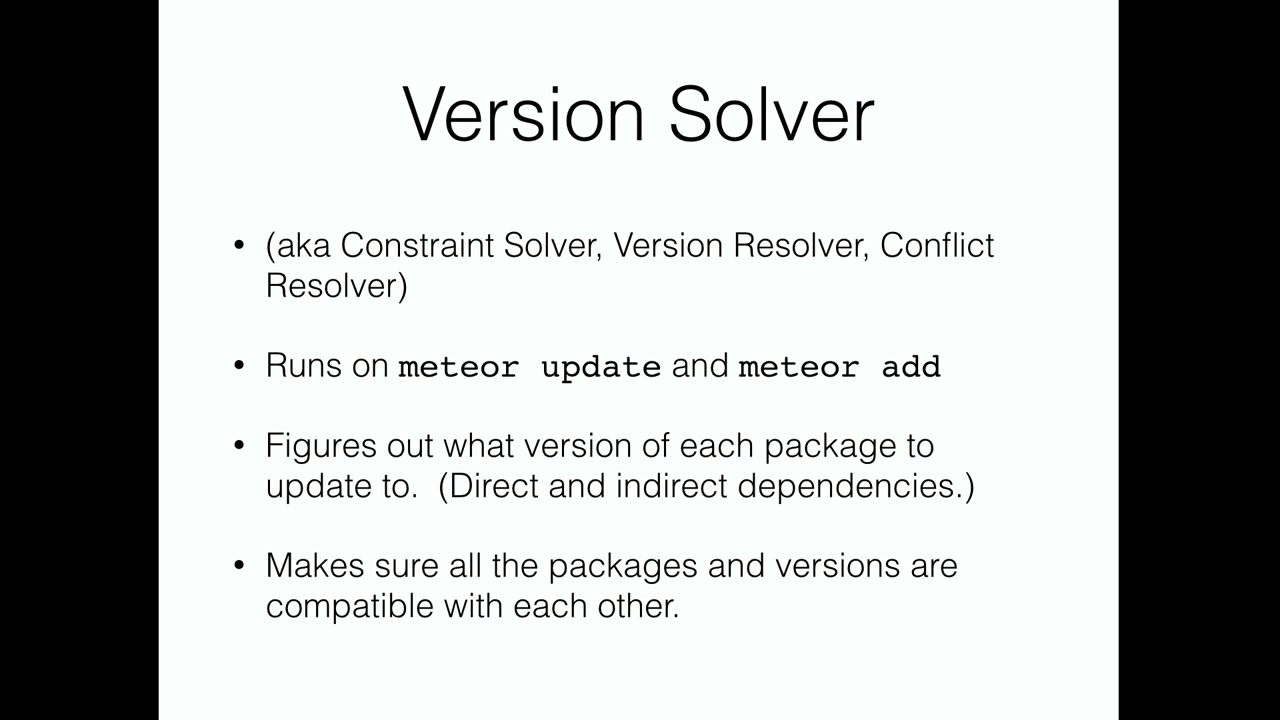 Version Solver
• (aka Constraint Solver, Version Resolver, Conflict
Resolver)
• Runs on meteor update and meteor add
• Figures out what version of each package to
update to.  (Direct and indirect dependencies.)
• Makes sure all the packages and versions are
compatible with each other.